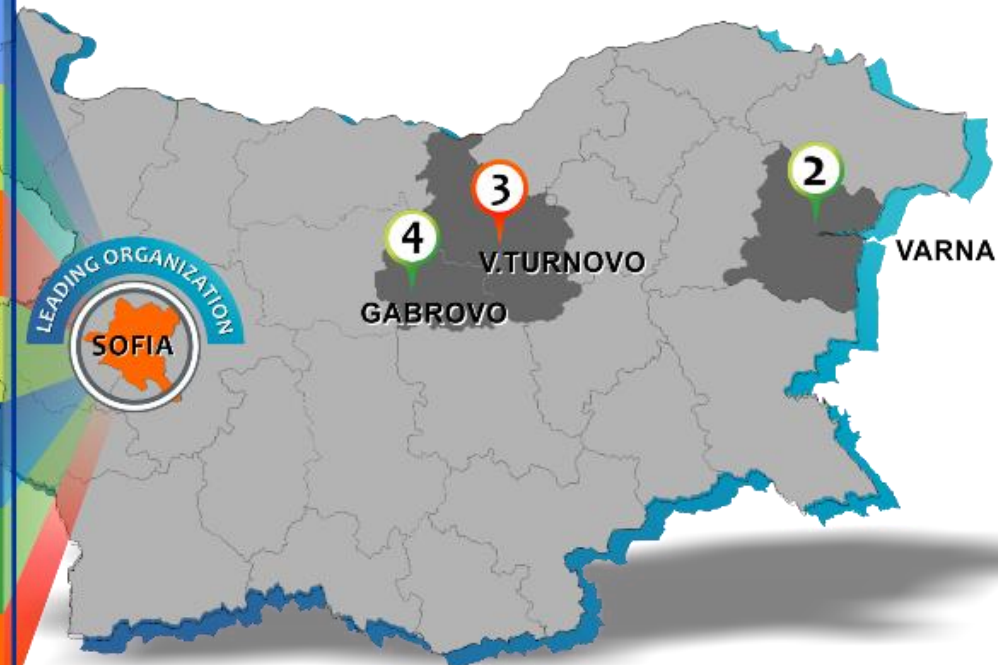 2
3
4
VARNA
V.TURNOVO
GABROVO
LEADING ORGANIZATION
SOFIA